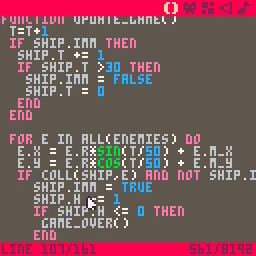 FUNCTION UPDATE_GAME()
T=T+1
IF SHIP.IMM THEN
SHIP.T += 1
IF SHIP.T >30 THEN
SHIP.IMM = FALSE
SHIP.T = 0
END
END
FOR E IN ALL(ENEMIES) DO
E.X = E.R*SIN(T/50) + E.M_X
E.Y = E.R*COS(T/50) + E.M_Y
IF COLL(SHIP,E) AND NOT SHIP.I
SHIP.IMM = TRUE
SHIP.H -= 1
IF SHIP.H <= 0 THEN
GAME_OVER()
END
LINE 107/161 561/8192